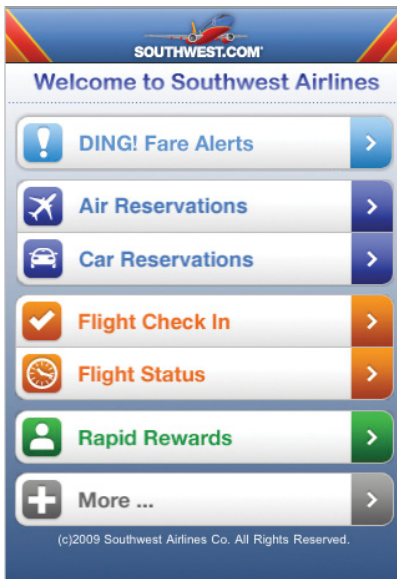 SOUTHWEST.COM®
Welcome to Southwest Airlines
DING! Fare Alerts
Air Reservations
Car Reservations
Flight Check In
Flight Status
Rapid Rewards
More ...
(c)2009 Southwest Airlines Co. All Rights Reserved.